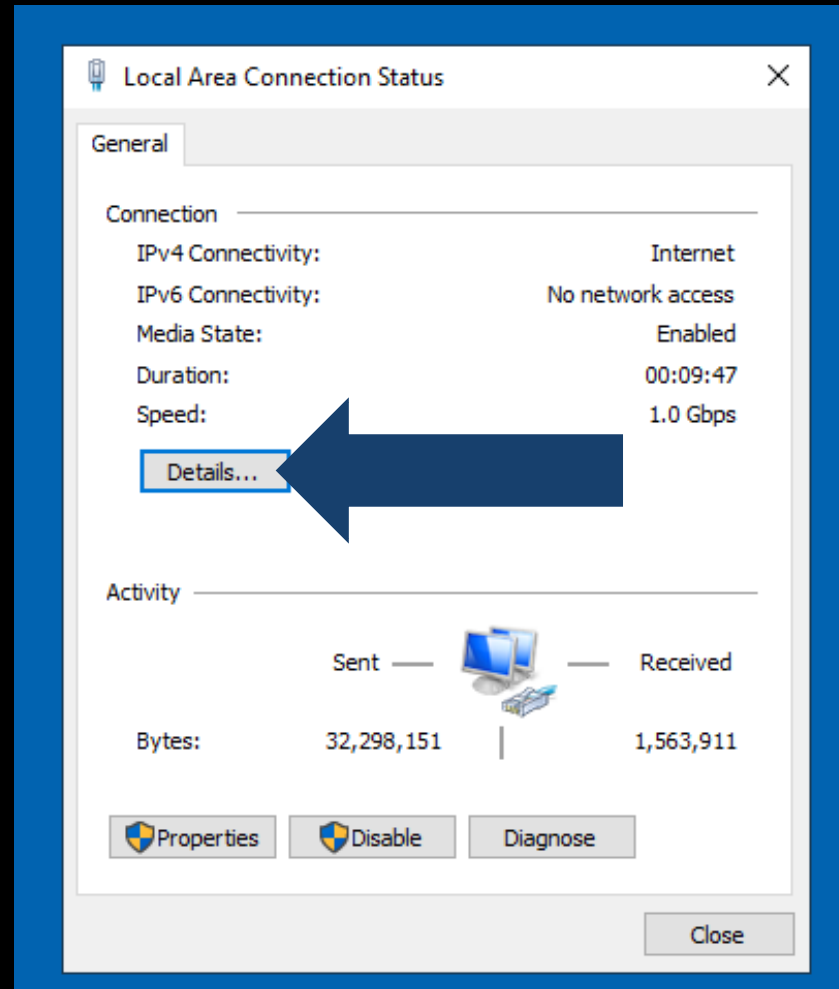 Local Area Connection Status
General
Connection
IPv4 Connectivity: Internet
IPv6 Connectivity: No network access
Media State: Enabled
Duration: 00:09:47
Speed: 1.0 Gbps
Details...
Activity
Sent Received
Bytes: 32,298,151 1,563,911
Properties Disable Diagnose
Close